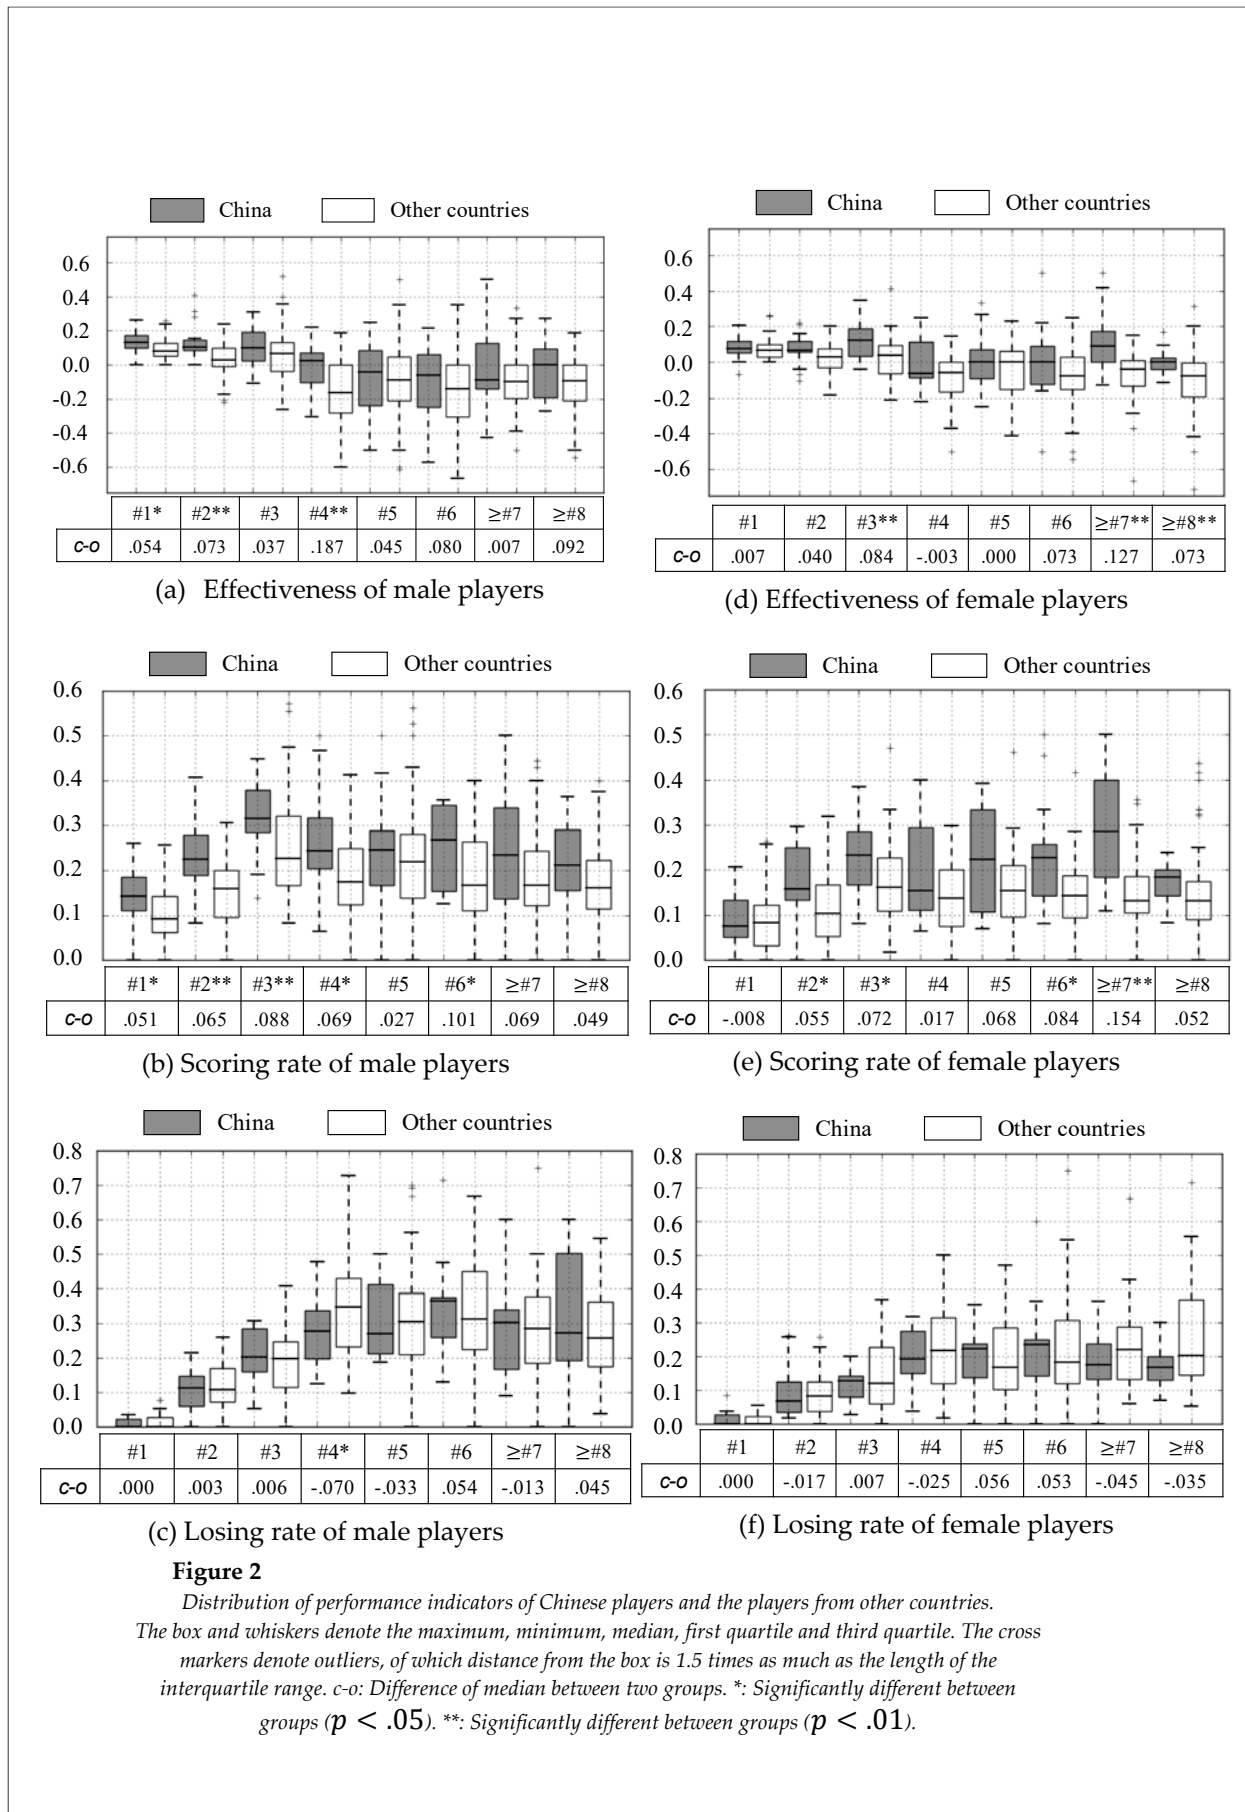 China Other countries
0.6
0.4
0.2
0.0
-0.2
-0.4
-0.6
#1* #2** #3 #4** #5 #6 ≥#7 ≥#8
c-o .054 .073 .037 .187 .045 .080 .007 .092
(a) Effectiveness of male players
China Other countries
0.6
0.4
0.2
0.0
-0.2
-0.4
-0.6
#1 #2 #3** #4 #5 #6 ≥#7** ≥#8**
c-o .007 .040 .084 -.003 .000 .073 .127 .073
(d) Effectiveness of female players
China Other countries
0.6
0.5
0.4
0.3
0.2
0.1
0.0
#1* #2** #3** #4* #5 #6* ≥#7 ≥#8
c-o .051 .065 .088 .069 .027 .101 .069 .049
(b) Scoring rate of male players
China Other countries
0.6
0.5
0.4
0.3
0.2
0.1
0.0
#1 #2* #3* #4 #5 #6* ≥#7** ≥#8
c-o -.008 .055 .072 .017 .068 .084 .154 .052
(e) Scoring rate of female players
China Other countries
0.8
0.7
0.6
0.5
0.4
0.3
0.2
0.1
0.0
#1 #2 #3 #4* #5 #6 ≥#7 ≥#8
c-o .000 .003 .006 -.070 -.033 .054 -.013 .045
(c) Losing rate of male players
China Other countries
0.8
0.7
0.6
0.5
0.4
0.3
0.2
0.1
0.0
#1 #2 #3 #4 #5 #6 ≥#7 ≥#8
c-o .000 -.017 .007 -.025 .056 .053 -.045 -.035
(f) Losing rate of female players
Figure 2
Distribution of performance indicators of Chinese players and the players from other countries.
The box and whiskers denote the maximum, minimum, median, first quartile and third quartile. The cross
markers denote outliers, of which distance from the box is 1.5 times as much as the length of the
interquartile range. c-o: Difference of median between two groups. *: Significantly different between
groups (p < .05). **: Significantly different between groups (p < .01).